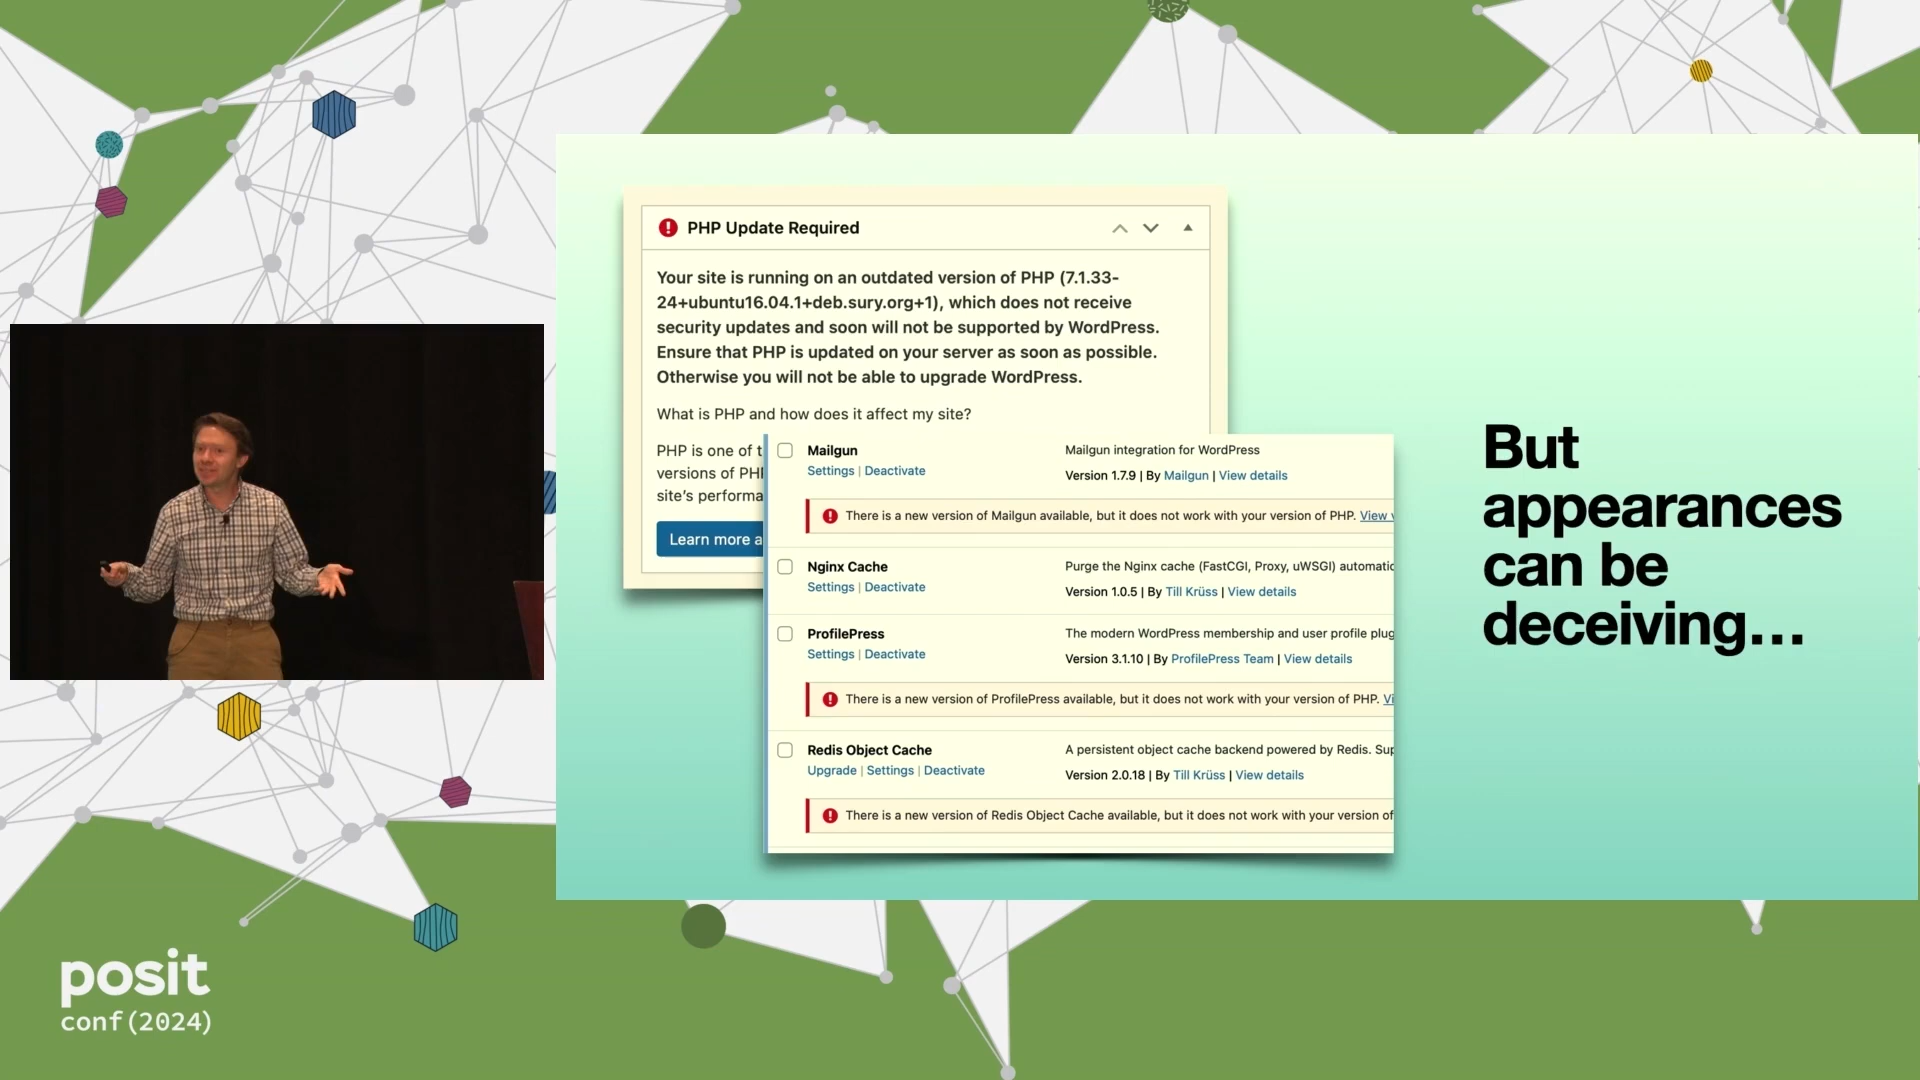 PHP Update Required
Your site is running on an outdated version of PHP (7.1.33-
24+ubuntu16.04.1+deb.sury.org+1), which does not receive
security updates and soon will not be supported by WordPress.
Ensure that PHP is updated on your server as soon as possible.
Otherwise you will not be able to upgrade WordPress.
What is PHP and how does it affect my site?
PHP is one of t
versions of PH
site's performa
Learn more a
Mailgun
Settings | Deactivate
Mailgun integration for WordPress
Version 1.7.9 | By Mailgun | View details
There is a new version of Mailgun available, but it does not work with your version of PHP. View v
Nginx Cache
Settings | Deactivate
Purge the Nginx cache (FastCGI, Proxy, uWSGI) automatic
Version 1.0.5 | By Till Krüss | View details
ProfilePress
Settings | Deactivate
The modern WordPress membership and user profile plug
Version 3.1.10 | By ProfilePress Team | View details
There is a new version of ProfilePress available, but it does not work with your version of PHP. Vi
Redis Object Cache
Upgrade | Settings | Deactivate
A persistent object cache backend powered by Redis. Sup
Version 2.0.18 | By Till Krüss | View details
There is a new version of Redis Object Cache available, but it does not work with your version of
But
appearances
can be
deceiving...
posit
conf(2024)